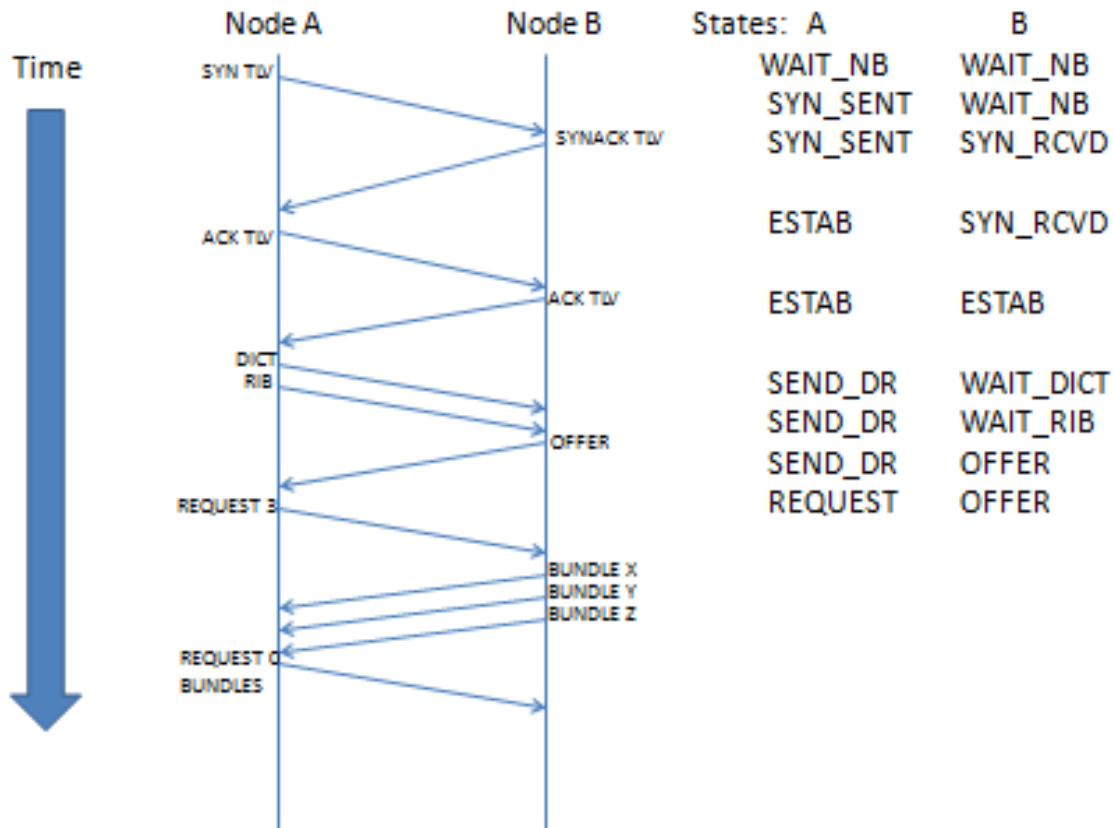 Node A Node B States: A B
Time SYN TLV WAIT_NB WAIT_NB
SYN_SENT WAIT_NB
SYNACK TLV SYN_SENT SYN_RCVD
ACK TLV ESTAB SYN_RCVD
ACK TLV ESTAB ESTAB
DICT
RIB SEND_DR WAIT_DICT
SEND_DR WAIT_RIB
OFFER SEND_DR OFFER
REQUEST 3 REQUEST OFFER
BUNDLE X
BUNDLE Y
BUNDLE Z
REQUEST 0
BUNDLES